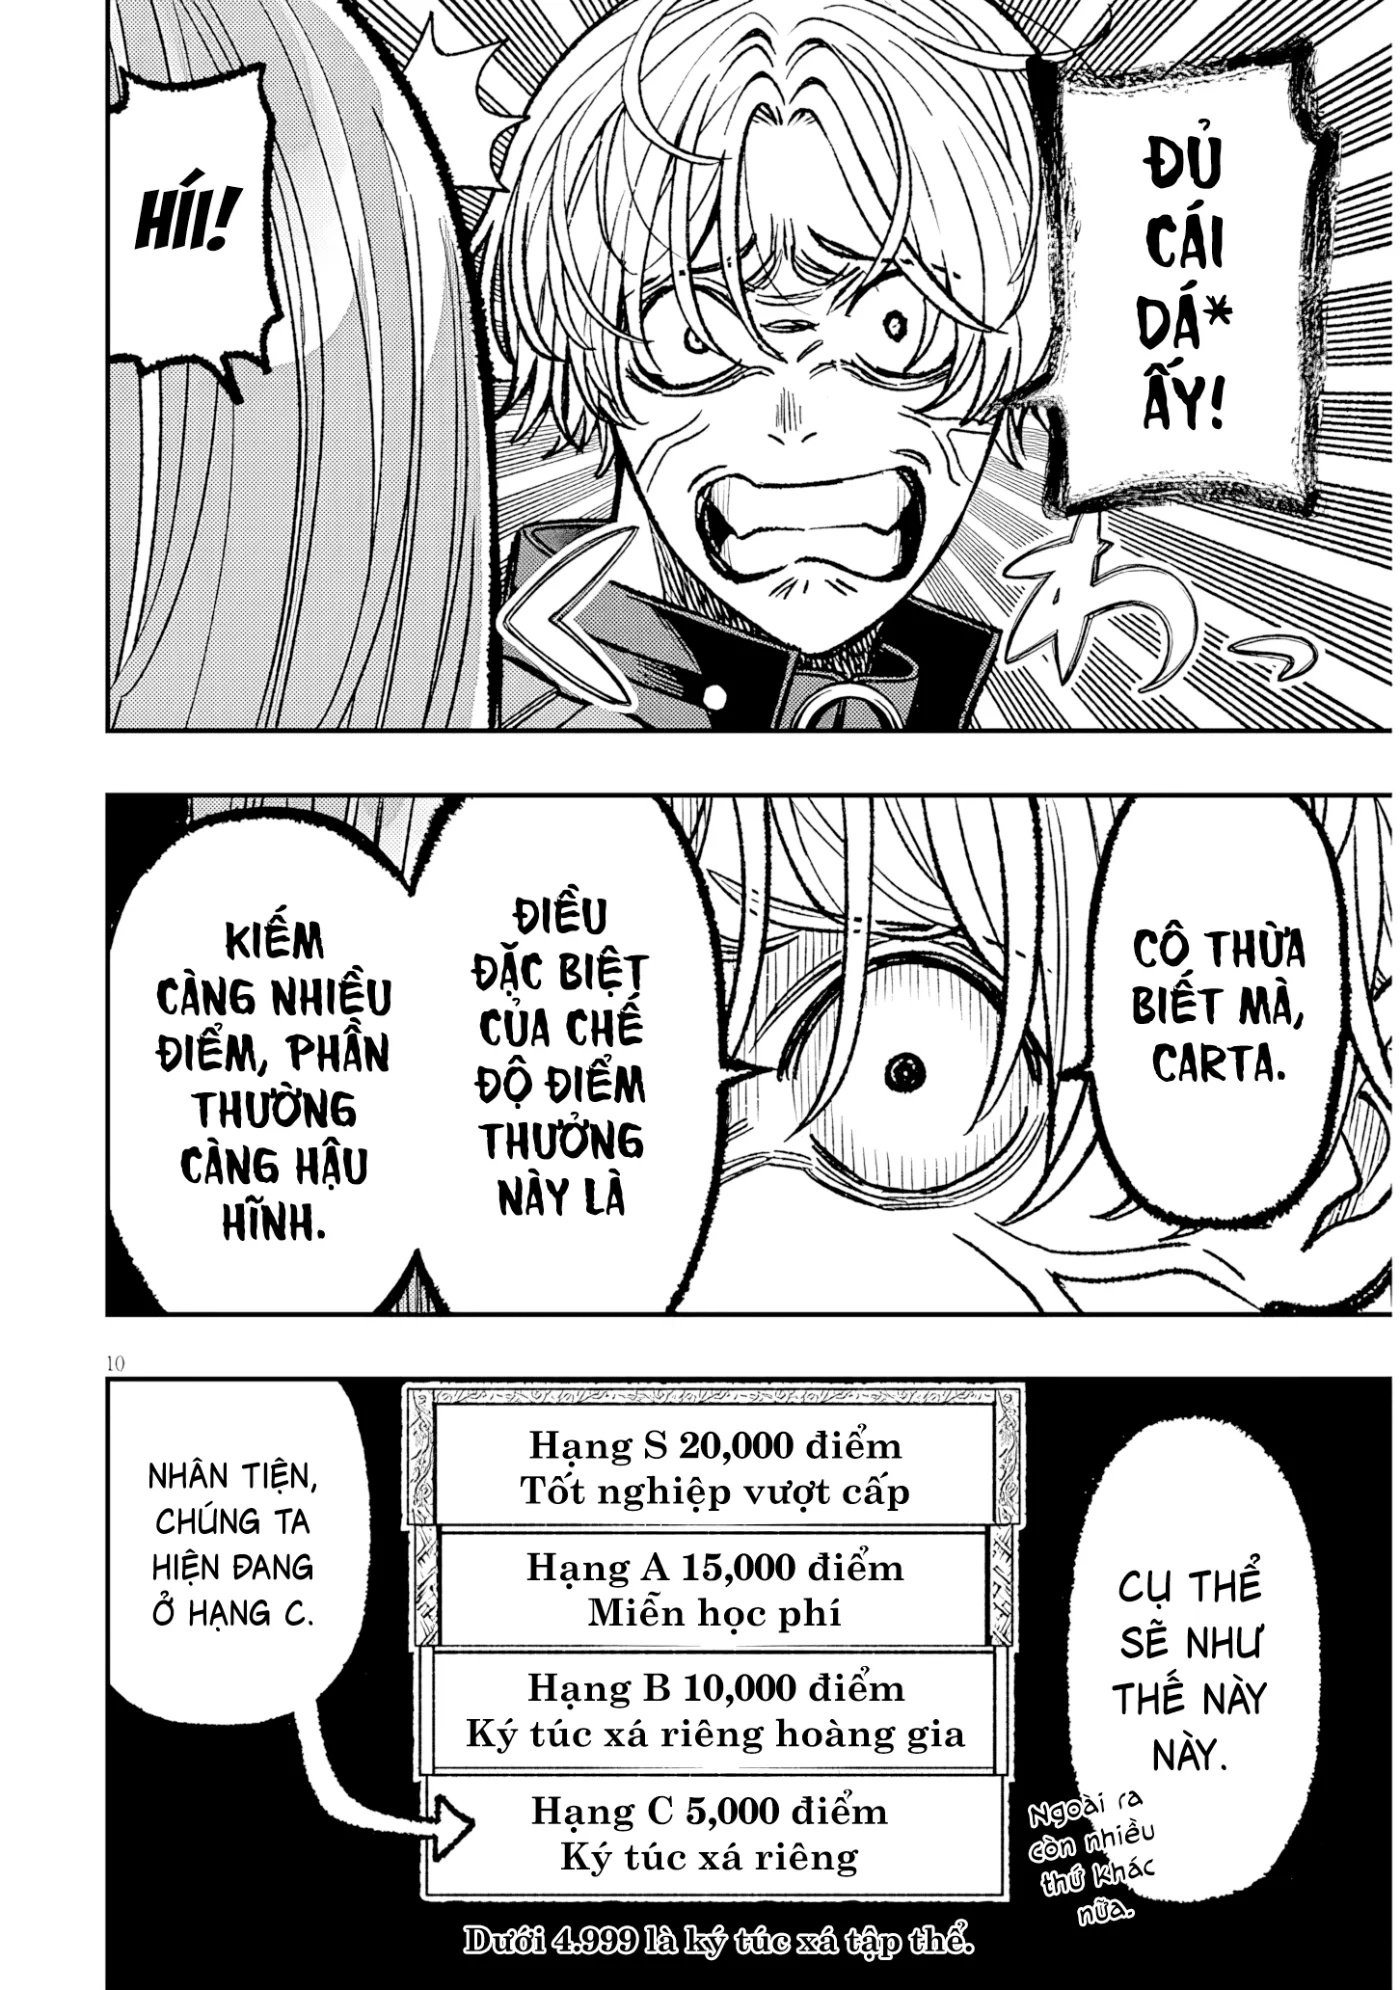 ĐỦ
CÁI
DÁ*
ẤY!
HÍI!
わっ
CÔ THỪA
BIẾT MÀ,
CARTA.
ĐIỀU
ĐẶC BIỆT
CỦA CHẾ
ĐỘ ĐIỂM
THƯỞNG
NÀY LÀ
KIẾM
CÀNG NHIỀU
ĐIỂM, PHẦN
THƯỜNG
CÀNG HẬU
HĨNH.
10
CỤ THỂ
SẼ NHƯ
THẾ NÀY
NÀY.
Ngoài ra
còn nhiều
thứ khác
nữa.
Hạng S 20,000 điểm
Tốt nghiệp vượt cấp
Hạng A 15,000 điểm
Miễn học phí
Hạng B 10,000 điểm
Ký túc xá riêng hoàng gia
Hạng C 5,000 điểm
Ký túc xá riêng
Dưới 4.999 là ký túc xá tập thể.
NHÂN TIỆN,
CHÚNG TA
HIỆN ĐANG
Ở HẠNG C.